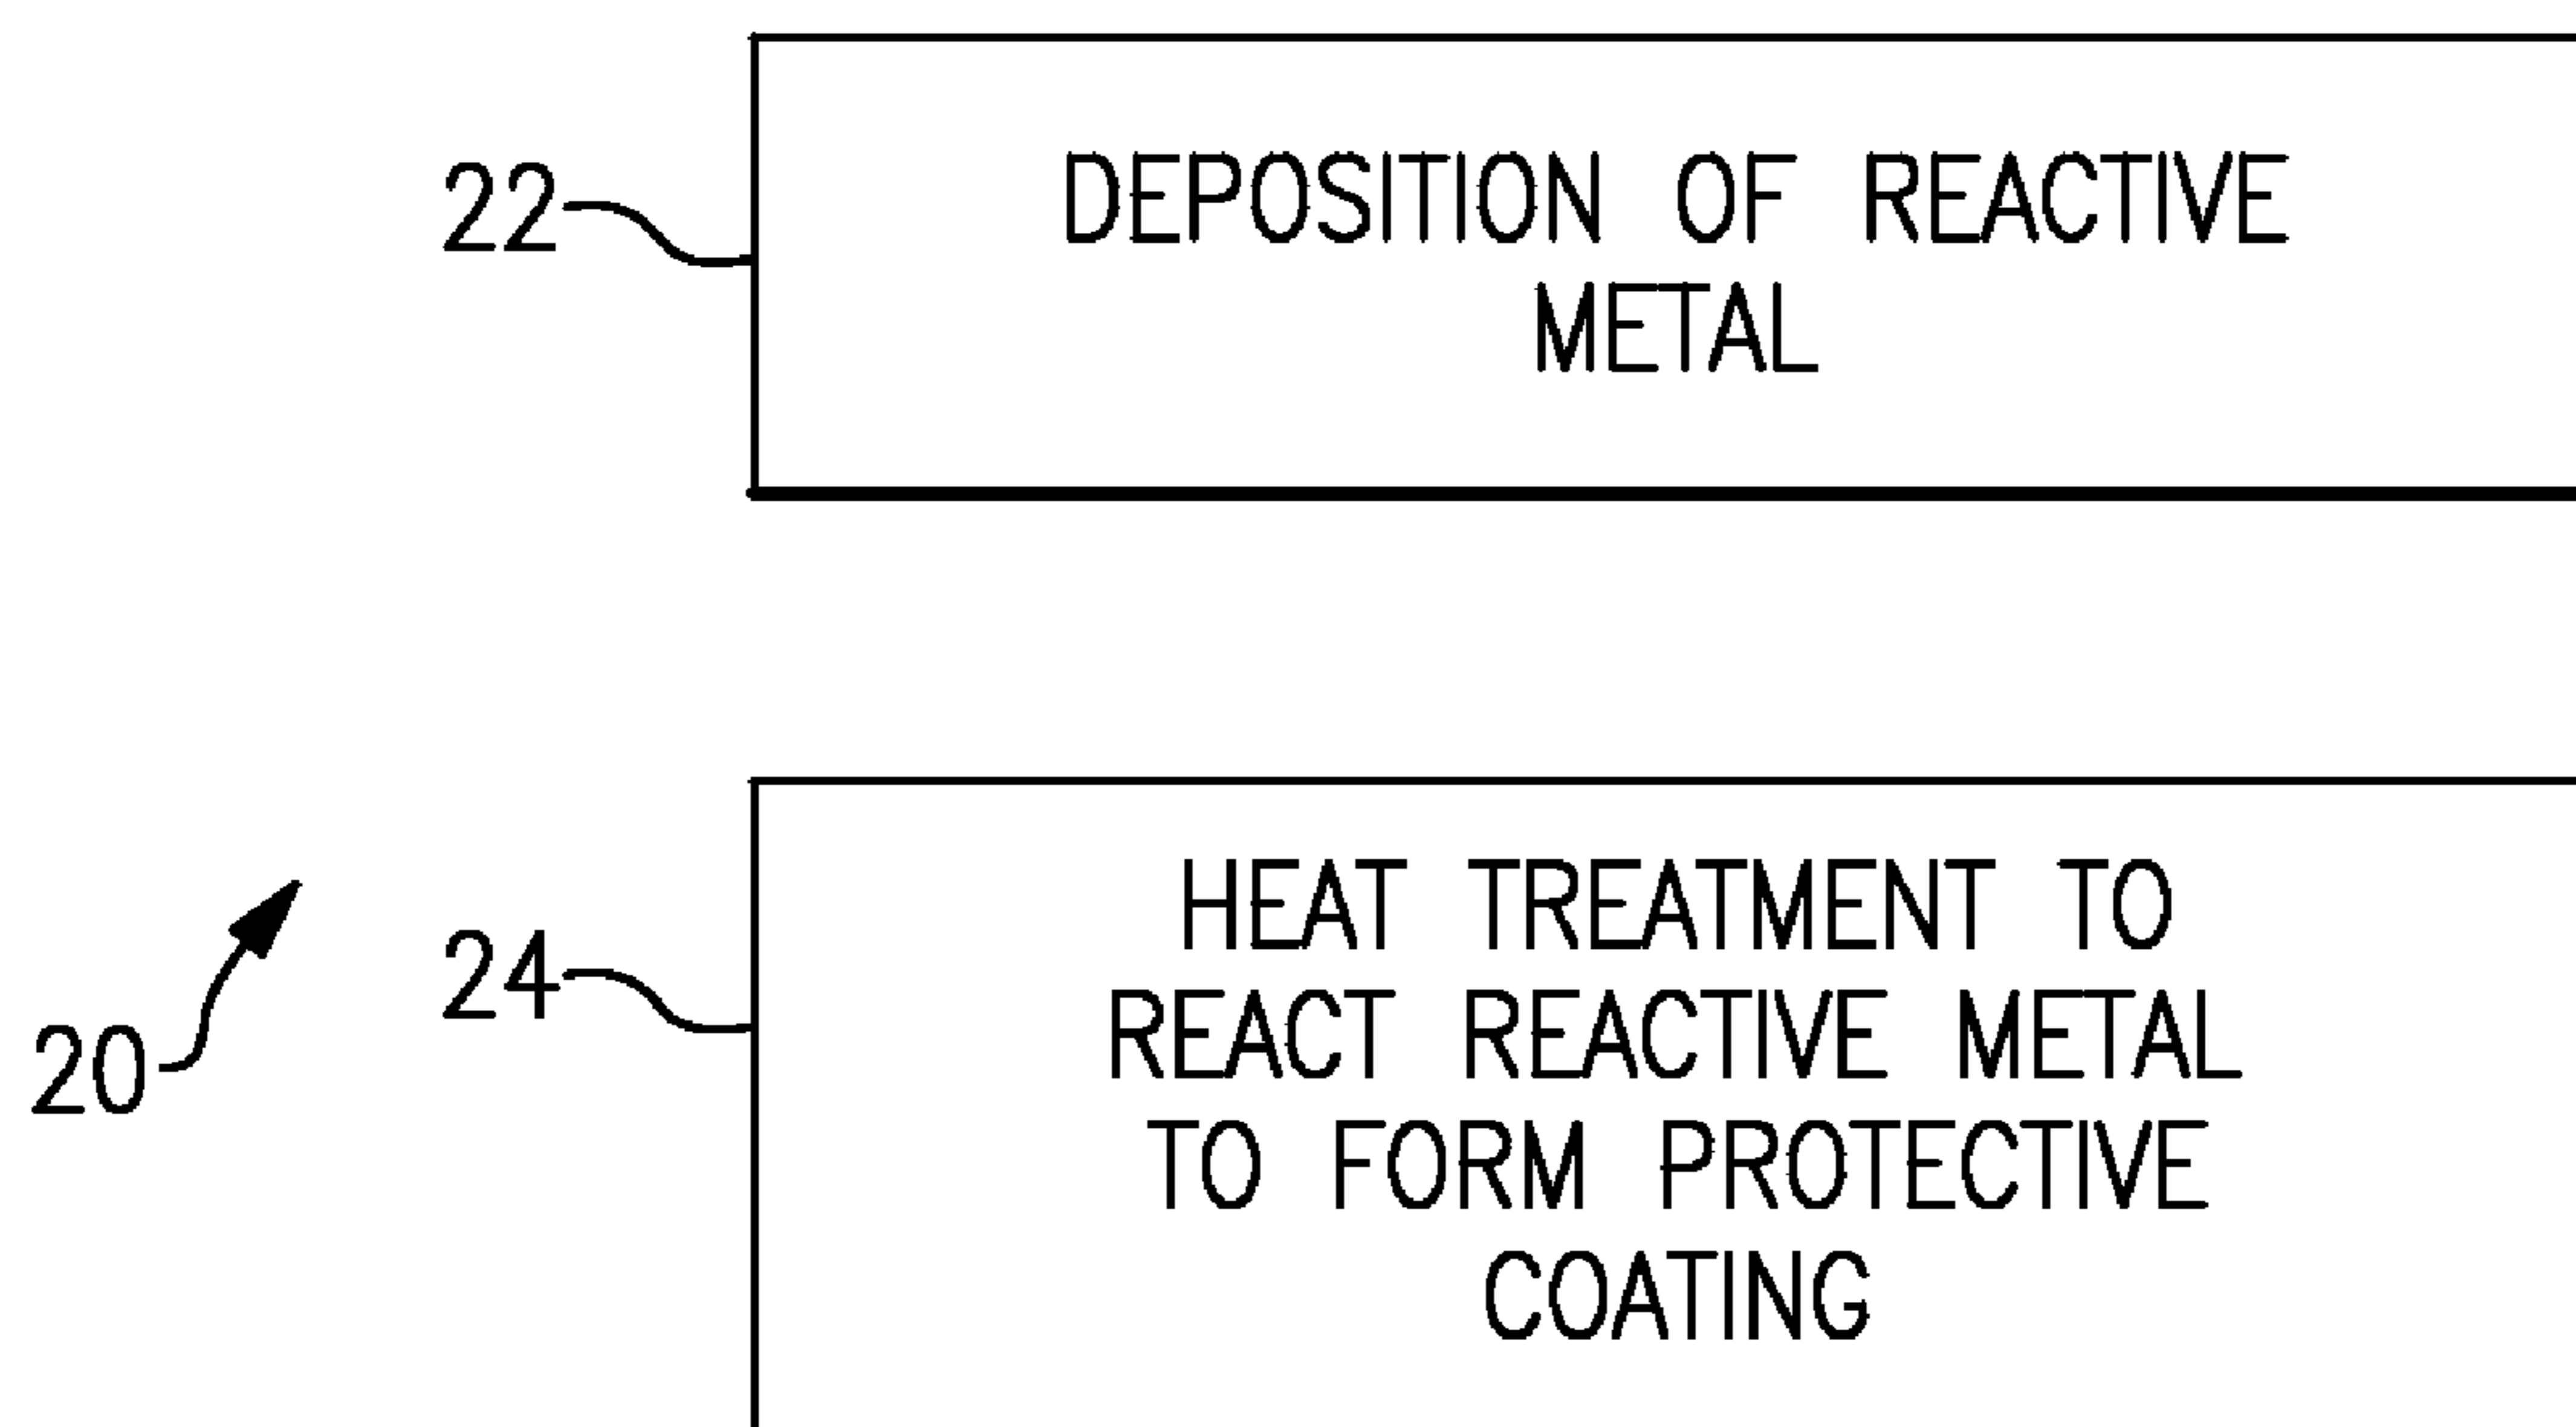 22
DEPOSITION OF REACTIVE
METAL
20
24
HEAT TREATMENT TO
REACT REACTIVE METAL
TO FORM PROTECTIVE
COATING